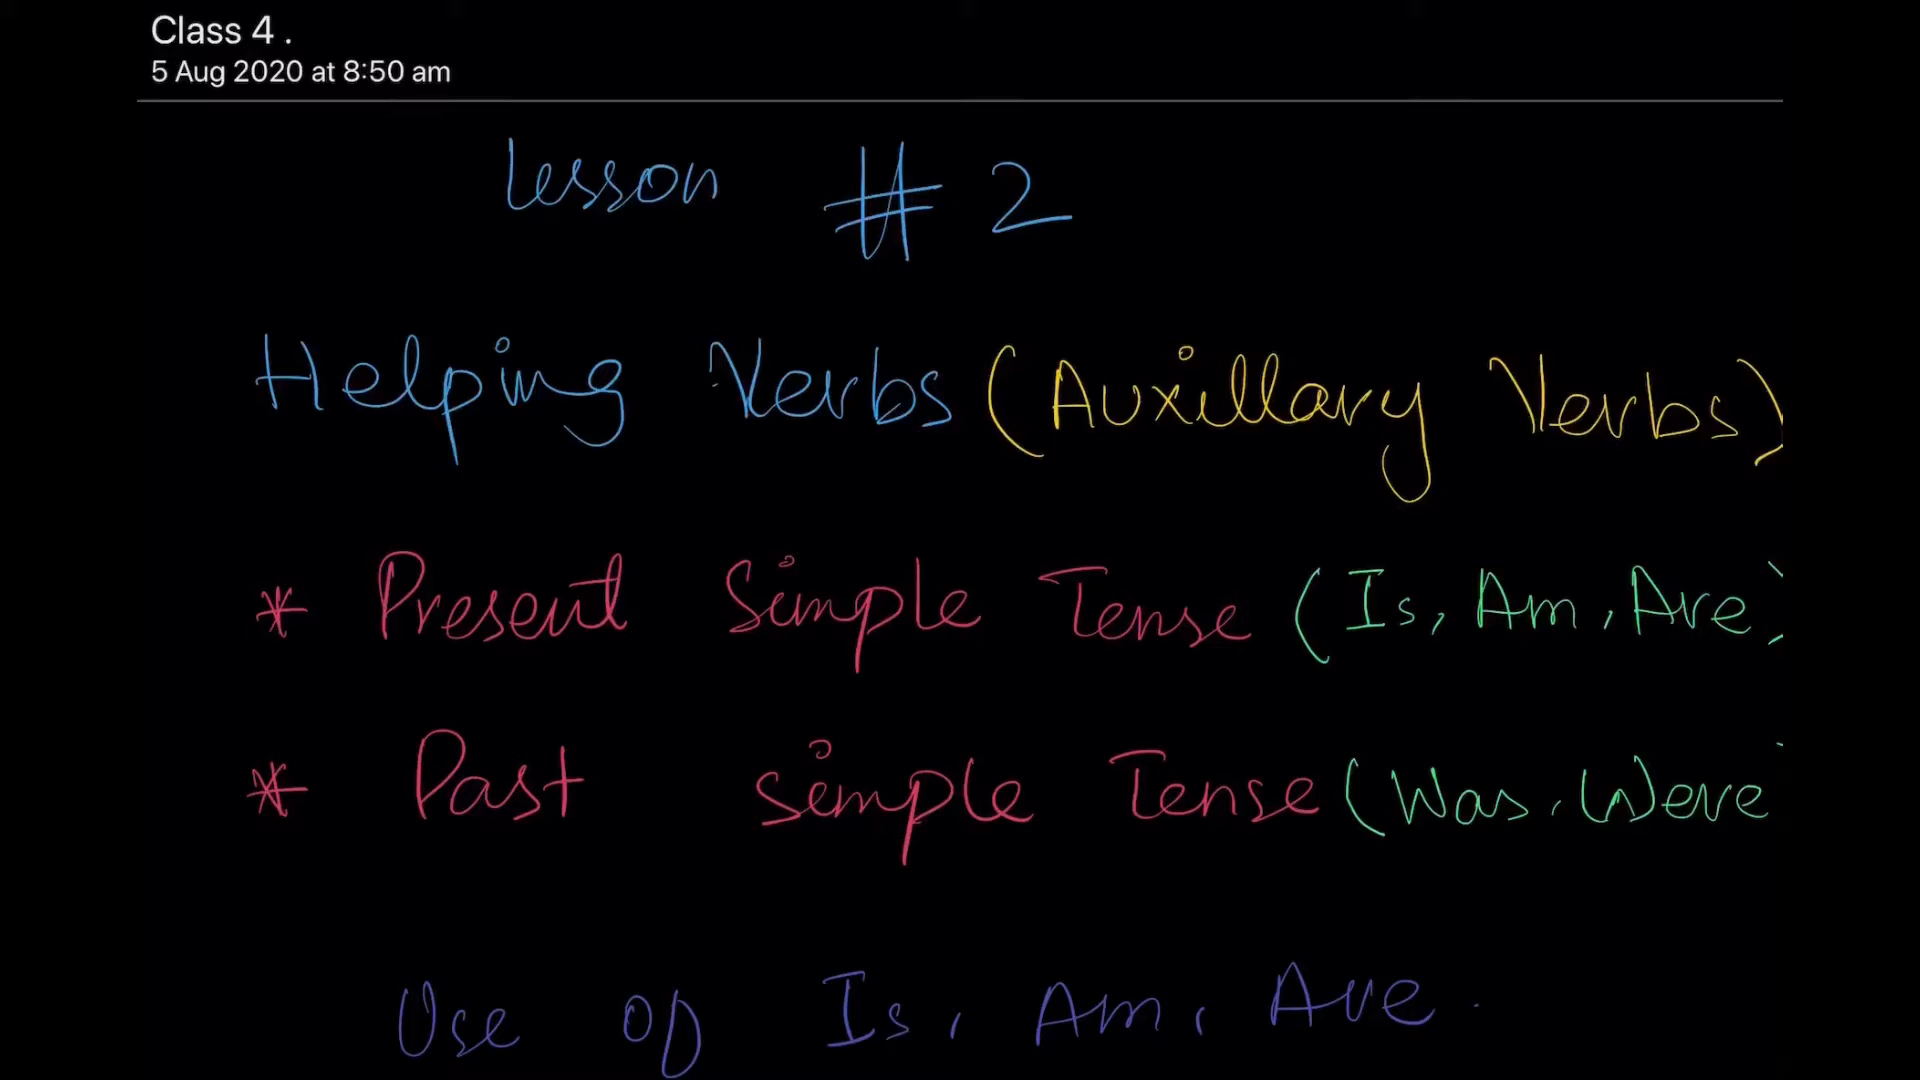 Class 4 .
5 Aug 2020 at 8:50 am
Lesson # 2
Helping Verbs (Auxillary Verbs)
* Present Simple Tense (Is, Am, Are)
* Past simple Tense (Was, Were
Use of Is, Am, Are.